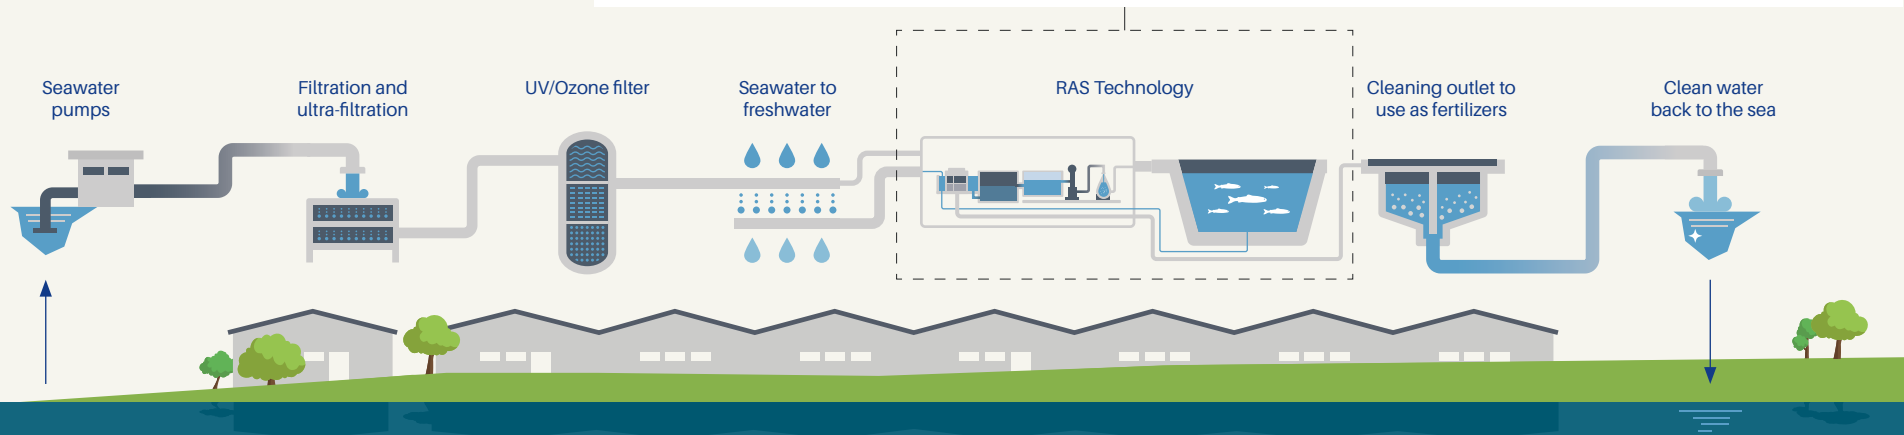 Seawater
pumps
Filtration and
ultra-filtration
UV/Ozone filter
Seawater to
freshwater
RAS Technology
Cleaning outlet to
use as fertilizers
Clean water
back to the sea